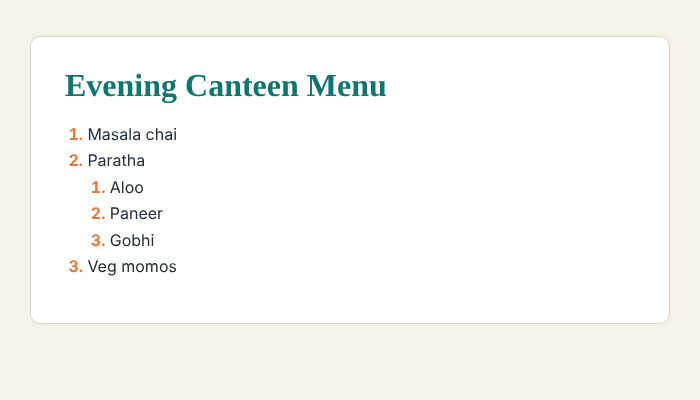 Evening Canteen Menu
1. Masala chai
2. Paratha
1. Aloo
2. Paneer
3. Gobhi
3. Veg momos